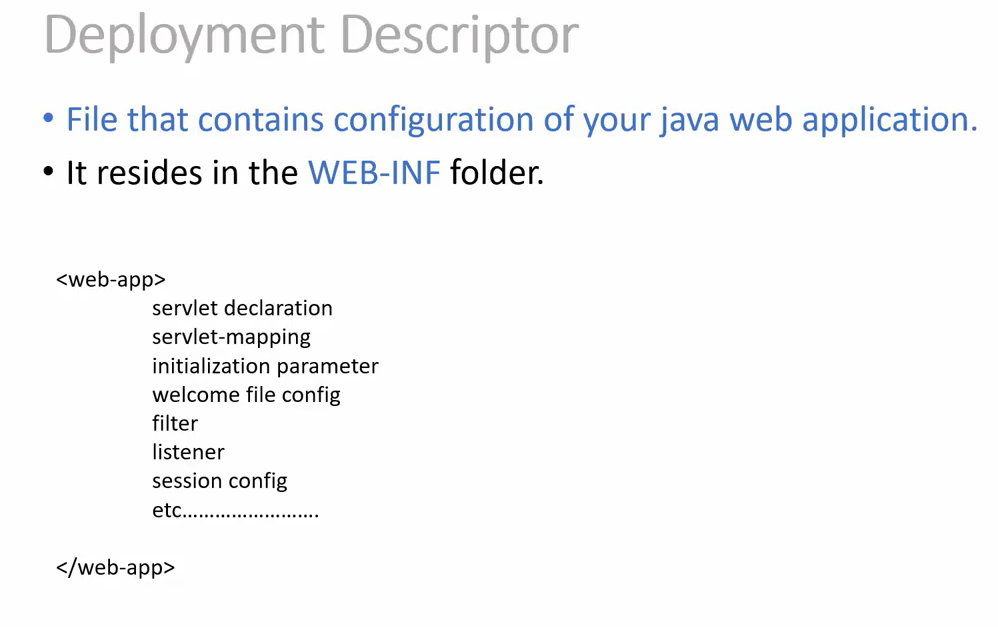 Deployment Descriptor
• File that contains configuration of your java web application.
• It resides in the WEB-INF folder.
<web-app>
servlet declaration
servlet-mapping
initialization parameter
welcome file config
filter
listener
session config
etc.........................
</web-app>